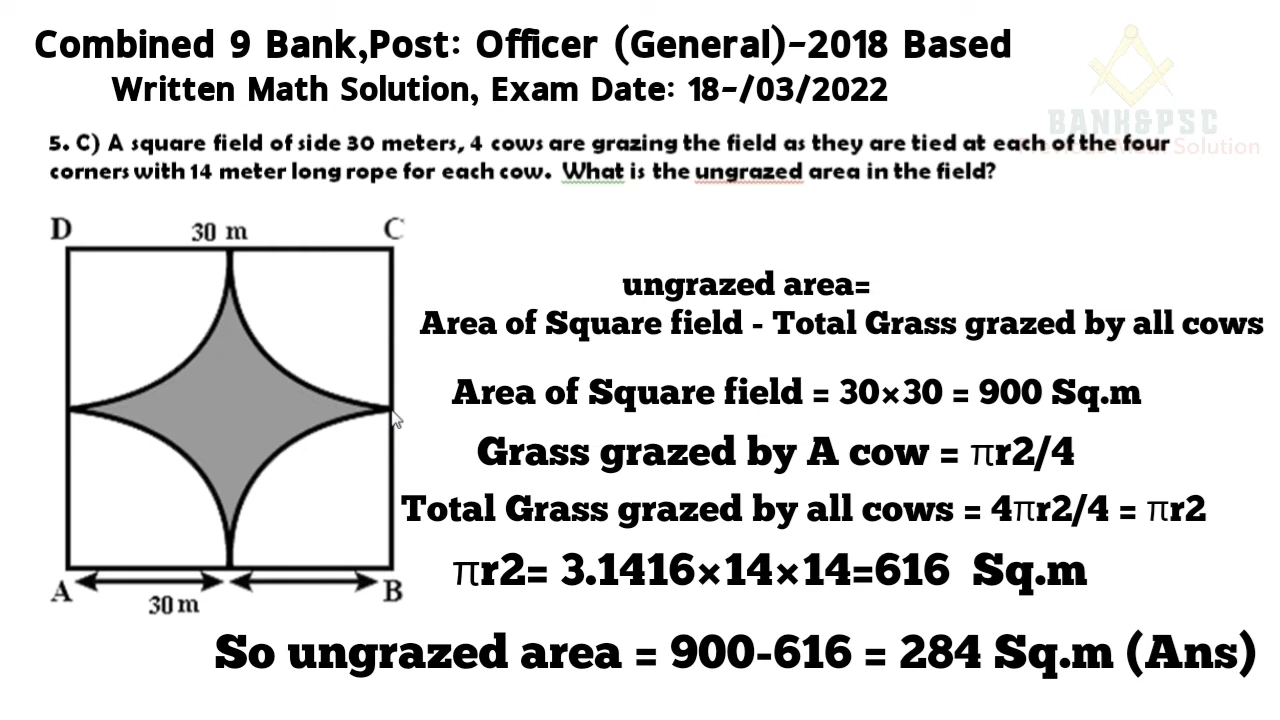 Combined 9 Bank,Post: Officer (General)-2018 Based
Written Math Solution, Exam Date: 18-/03/2022
BANK&PSC
Solution
5. C) A square field of side 30 meters, 4 cows are grazing the field as they are tied at each of the four
corners with 14 meter long rope for each cow. What is the ungrazed area in the field?
D 30 m C
ungrazed area=
Area of Square field - Total Grass grazed by all cows
Area of Square field = 30×30 = 900 Sq.m
Grass grazed by A cow = πr2/4
Total Grass grazed by all cows = 4πr2/4 = πr2
πr2= 3.1416×14×14=616 Sq.m
A B
30 m
So ungrazed area = 900-616 = 284 Sq.m (Ans)